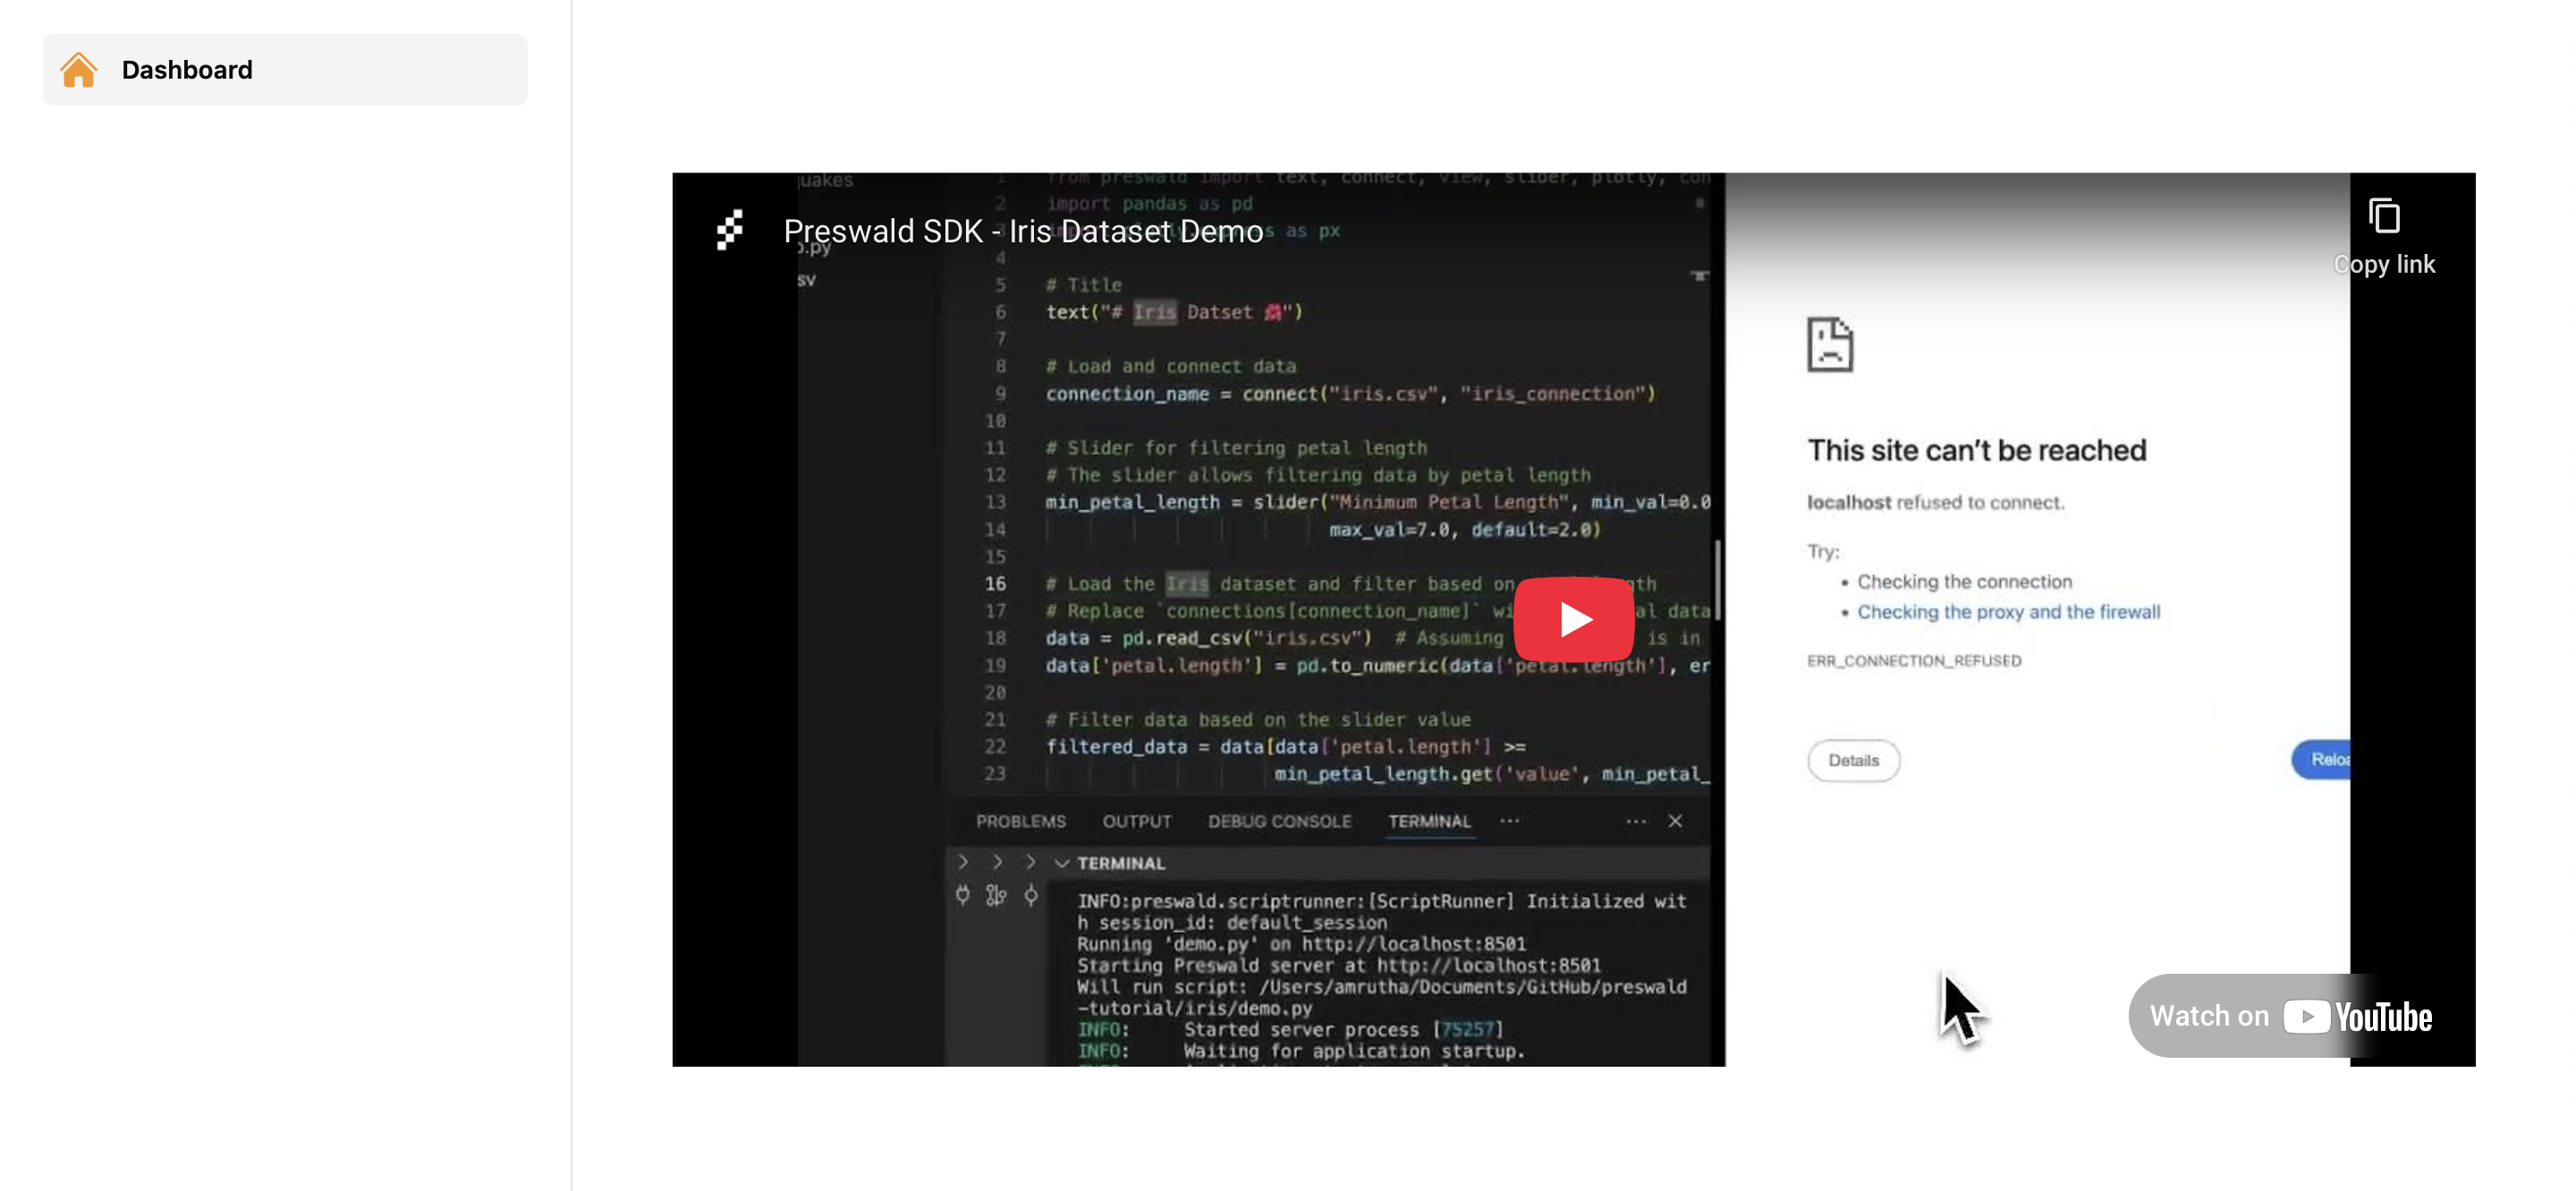 Dashboard
Preswald SDK - Iris Dataset Demo
Copy link
uakes
.py
sv
1 from preswald import text, connect, view, slider, plotly, con
2 import pandas as pd
3 as px
4
5 # Title
6 text("# Iris Datset 🌺")
7
8 # Load and connect data
9 connection_name = connect("iris.csv", "iris_connection")
10
11 # Slider for filtering petal length
12 # The slider allows filtering data by petal length
13 min_petal_length = slider("Minimum Petal Length", min_val=0.0
14 max_val=7.0, default=2.0)
15
16 # Load the Iris dataset and filter based on gth
17 # Replace `connections[connection_name]` wi al data
18 data = pd.read_csv("iris.csv") # Assuming is in
19 data['petal.length'] = pd.to_numeric(data['petal.length'], er
20
21 # Filter data based on the slider value
22 filtered_data = data[data['petal.length'] >=
23 min_petal_length.get('value', min_petal_
PROBLEMS OUTPUT DEBUG CONSOLE TERMINAL ··· ··· ×
TERMINAL
INFO:preswald.scriptrunner:[ScriptRunner] Initialized wit
h session_id: default_session
Running 'demo.py' on http://localhost:8501
Starting Preswald server at http://localhost:8501
Will run script: /Users/amrutha/Documents/GitHub/preswald
-tutorial/iris/demo.py
INFO: Started server process [75257]
INFO: Waiting for application startup.
This site can't be reached
localhost refused to connect.
Try:
• Checking the connection
• Checking the proxy and the firewall
ERR_CONNECTION_REFUSED
Details
Reloa
Watch on YouTube